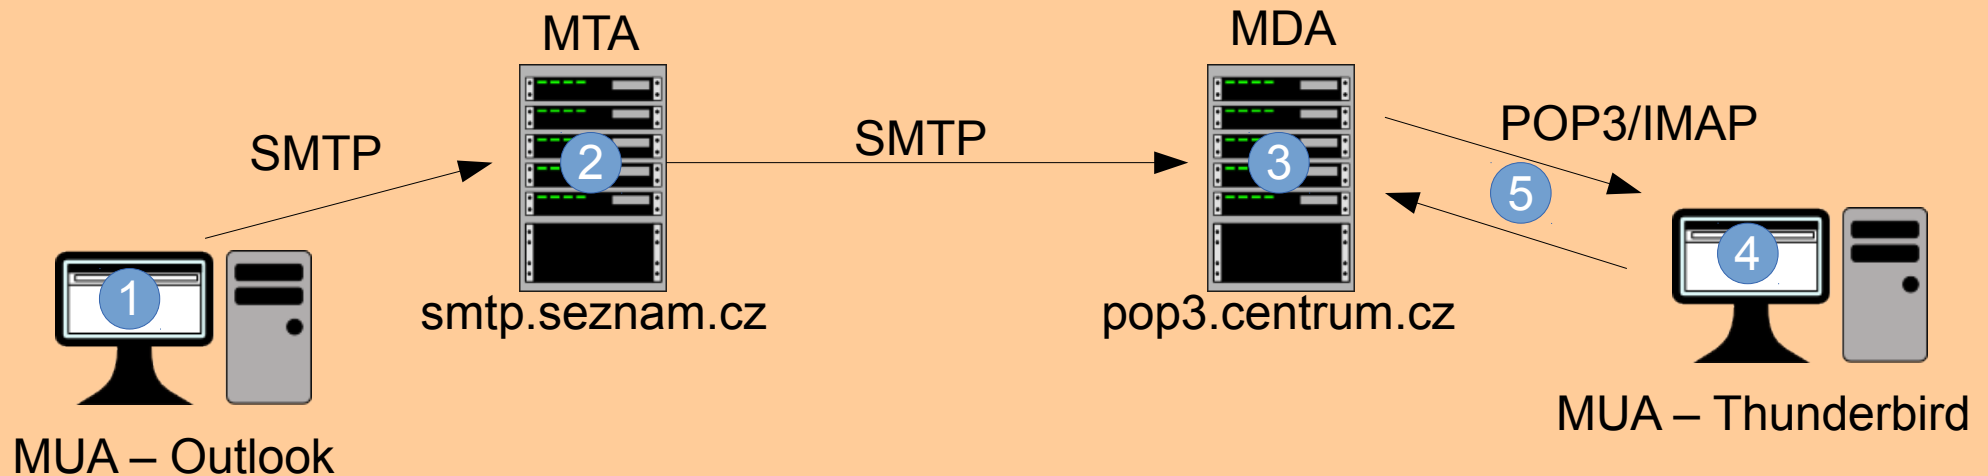 MTA
MDA
SMTP
SMTP
POP3/IMAP
1
2
3
5
4
smtp.seznam.cz
pop3.centrum.cz
MUA – Outlook
MUA – Thunderbird